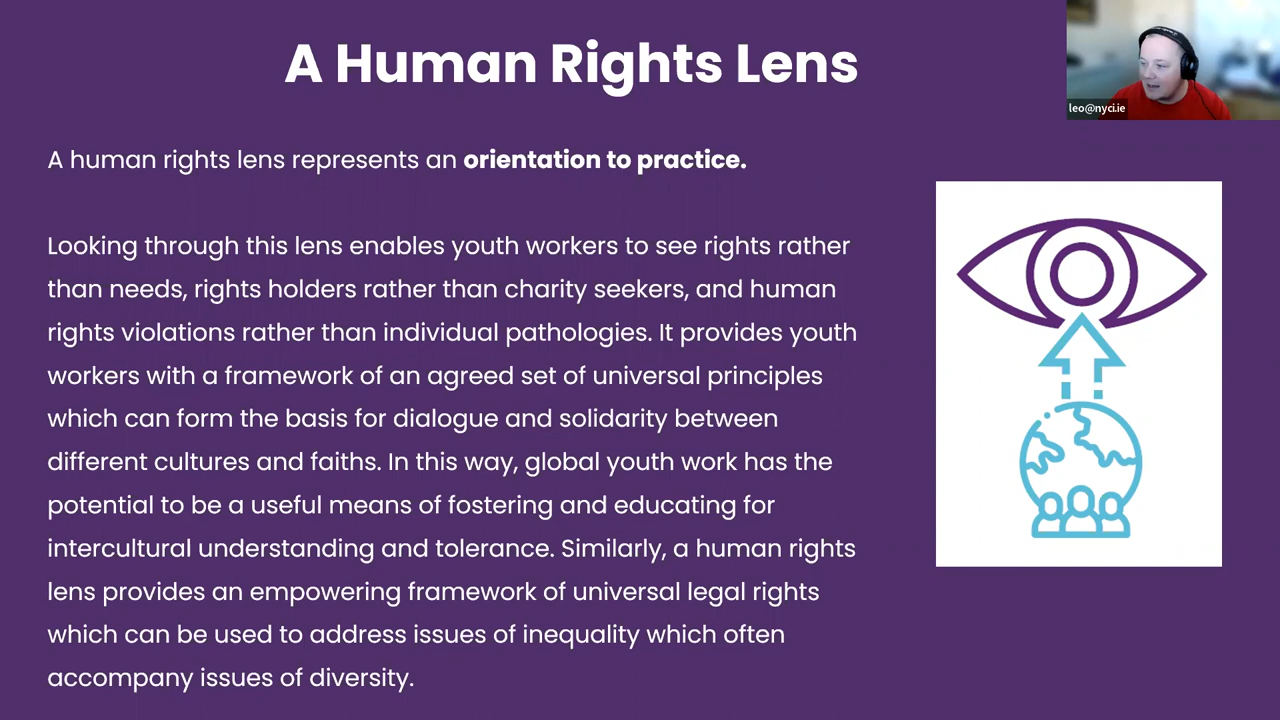 A Human Rights Lens
leo@nyci.ie
A human rights lens represents an orientation to practice.
Looking through this lens enables youth workers to see rights rather
than needs, rights holders rather than charity seekers, and human
rights violations rather than individual pathologies. It provides youth
workers with a framework of an agreed set of universal principles
which can form the basis for dialogue and solidarity between
different cultures and faiths. In this way, global youth work has the
potential to be a useful means of fostering and educating for
intercultural understanding and tolerance. Similarly, a human rights
lens provides an empowering framework of universal legal rights
which can be used to address issues of inequality which often
accompany issues of diversity.